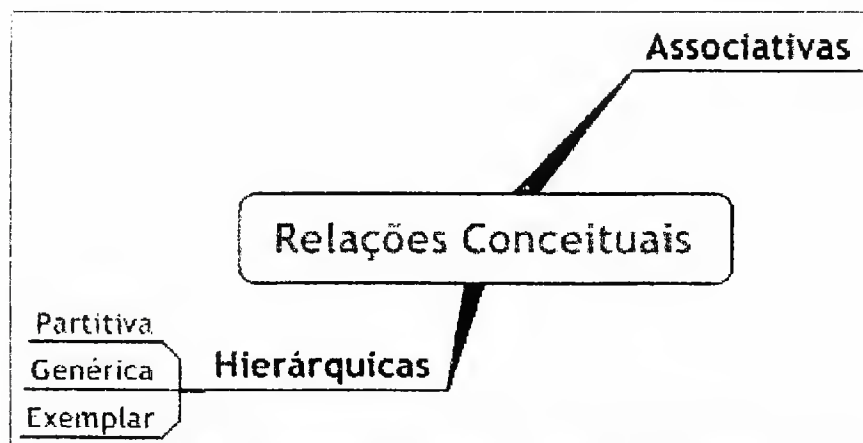 Associativas
Relações Conceituais
Partitiva
Genérica
Hierárquicas
Exemplar